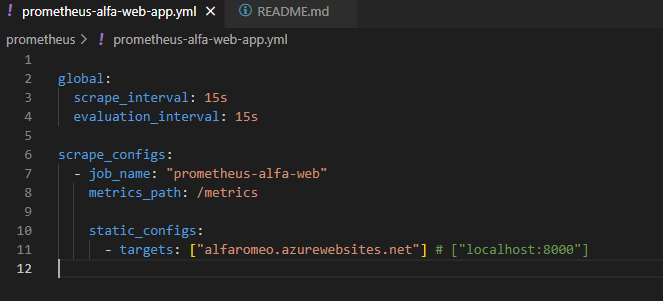 ! prometheus-alfa-web-app.yml × ⓘ README.md
prometheus > ! prometheus-alfa-web-app.yml
1
2 global:
3   scrape_interval: 15s
4   evaluation_interval: 15s
5
6 scrape_configs:
7   - job_name: "prometheus-alfa-web"
8     metrics_path: /metrics
9
10     static_configs:
11       - targets: ["alfaromeo.azurewebsites.net"] # ["localhost:8000"]
12